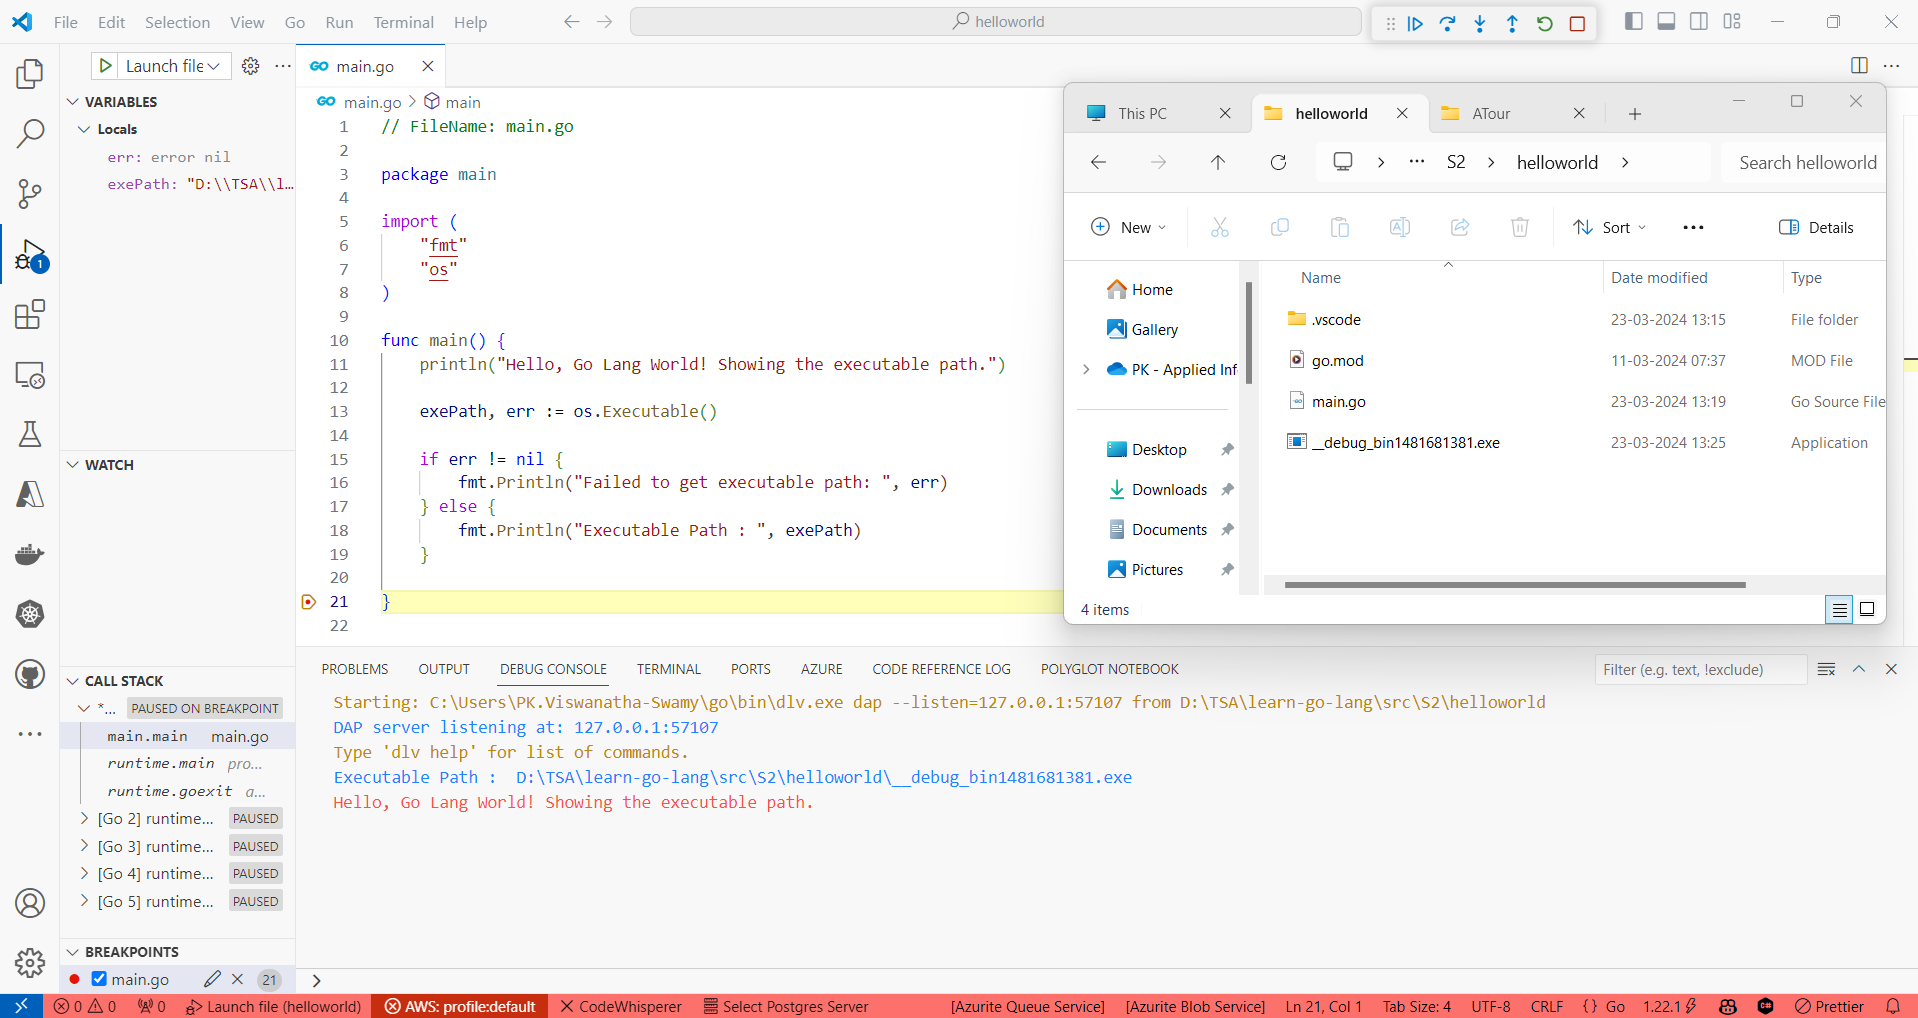 File Edit Selection View Go Run Terminal Help
helloworld
Launch file
VARIABLES
Locals
err: error nil
exePath: "D:\\TSA\\l...
WATCH
CALL STACK
*... PAUSED ON BREAKPOINT
main.main main.go
runtime.main pro...
runtime.goexit a...
[Go 2] runtime... PAUSED
[Go 3] runtime... PAUSED
[Go 4] runtime... PAUSED
[Go 5] runtime... PAUSED
BREAKPOINTS
main.go 21
1
GO main.go
GO main.go > main
1 // FileName: main.go
2
3 package main
4
5 import (
6 "fmt"
7 "os"
8 )
9
10 func main() {
11 println("Hello, Go Lang World! Showing the executable path.")
12
13 exePath, err := os.Executable()
14
15 if err != nil {
16 fmt.Println("Failed to get executable path: ", err)
17 } else {
18 fmt.Println("Executable Path : ", exePath)
19 }
20
21 }
22
This PC
helloworld
ATour
... > S2 > helloworld >
Search helloworld
New
Sort
Details
Home
Gallery
PK - Applied Inf
Desktop
Downloads
Documents
Pictures
Name Date modified Type
.vscode 23-03-2024 13:15 File folder
go.mod 11-03-2024 07:37 MOD File
main.go 23-03-2024 13:19 Go Source File
__debug_bin1481681381.exe 23-03-2024 13:25 Application
4 items
PROBLEMS OUTPUT DEBUG CONSOLE TERMINAL PORTS AZURE CODE REFERENCE LOG POLYGLOT NOTEBOOK
Filter (e.g. text, !exclude)
Starting: C:\Users\PK.Viswanatha-Swamy\go\bin\dlv.exe dap --listen=127.0.0.1:57107 from D:\TSA\learn-go-lang\src\S2\helloworld
DAP server listening at: 127.0.0.1:57107
Type 'dlv help' for list of commands.
Executable Path :  D:\TSA\learn-go-lang\src\S2\helloworld\__debug_bin1481681381.exe
Hello, Go Lang World! Showing the executable path.
>
0 0 0 Launch file (helloworld) AWS: profile:default CodeWhisperer Select Postgres Server [Azurite Queue Service] [Azurite Blob Service] Ln 21, Col 1 Tab Size: 4 UTF-8 CRLF {} Go 1.22.1 Prettier